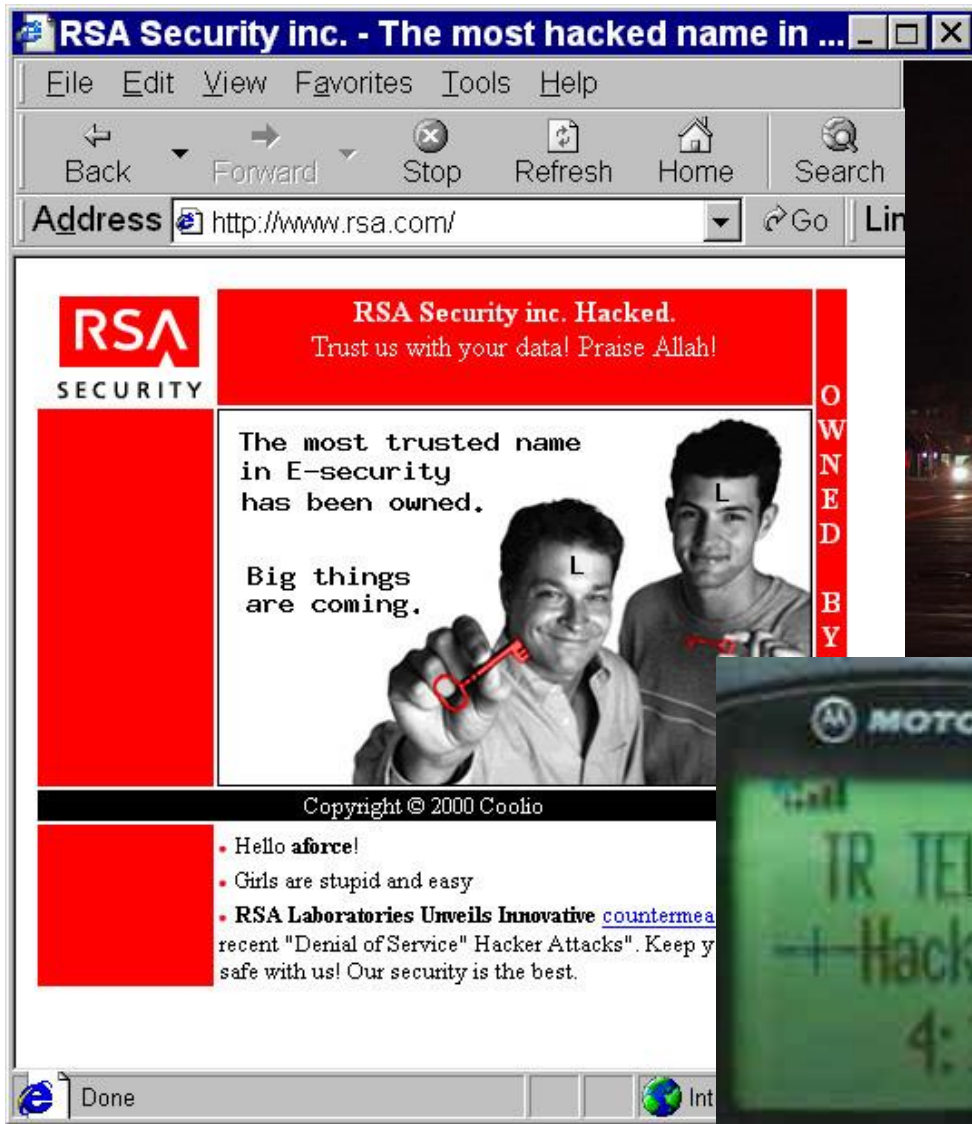 RSA Security inc. - The most hacked name in ...
File Edit View Favorites Tools Help
Back Forward Stop Refresh Home Search
Address http://www.rsa.com/ Go
RSA
SECURITY
RSA Security inc. Hacked.
Trust us with your data! Praise Allah!
OWNED BY
The most trusted name
in E-security
has been owned.
L
L
Big things
are coming.
Copyright © 2000 Coolio
• Hello aforce!
• Girls are stupid and easy
• RSA Laboratories Unveils Innovative
recent "Denial of Service" Hacker Attacks". Keep
safe with us! Our security is the best.
Done
TR